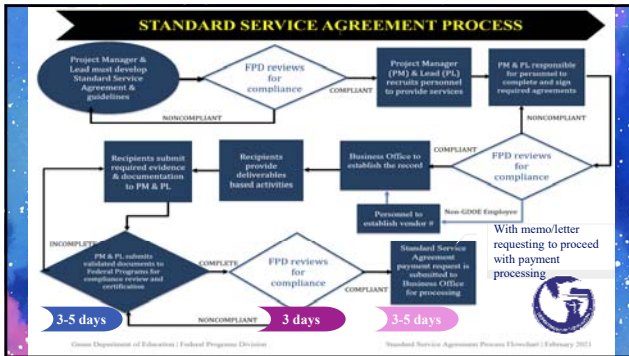 STANDARD SERVICE AGREEMENT PROCESS
Project Manager &
Lead must develop
Standard Service
Agreement &
guidelines
FPD reviews
for
compliance
COMPLIANT
NONCOMPLIANT
Project Manager
(PM) & Lead (PL)
recruits personnel
to provide services
PM & PL responsible
for personnel to
complete and sign
required agreements
NONCOMPLIANT
FPD reviews
for
compliance
COMPLIANT
Non-GDOE Employee
Personnel to
establish vendor #
Business Office to
establish the record
Recipients
provide
deliverables
based activities
Recipients submit
required evidence
& documentation
to PM & PL
INCOMPLETE
PM & PL submits
validated documents to
Federal Programs for
compliance review and
certification
COMPLETE
FPD reviews
for
compliance
COMPLIANT
NONCOMPLIANT
Standard Service
Agreement
payment request is
submitted to
Business Office
for processing
With memo/letter
requesting to proceed
with payment
processing
3-5 days
3 days
3-5 days
Guam Department of Education | Federal Programs Division
Standard Service Agreement Process Flowchart | February 2021